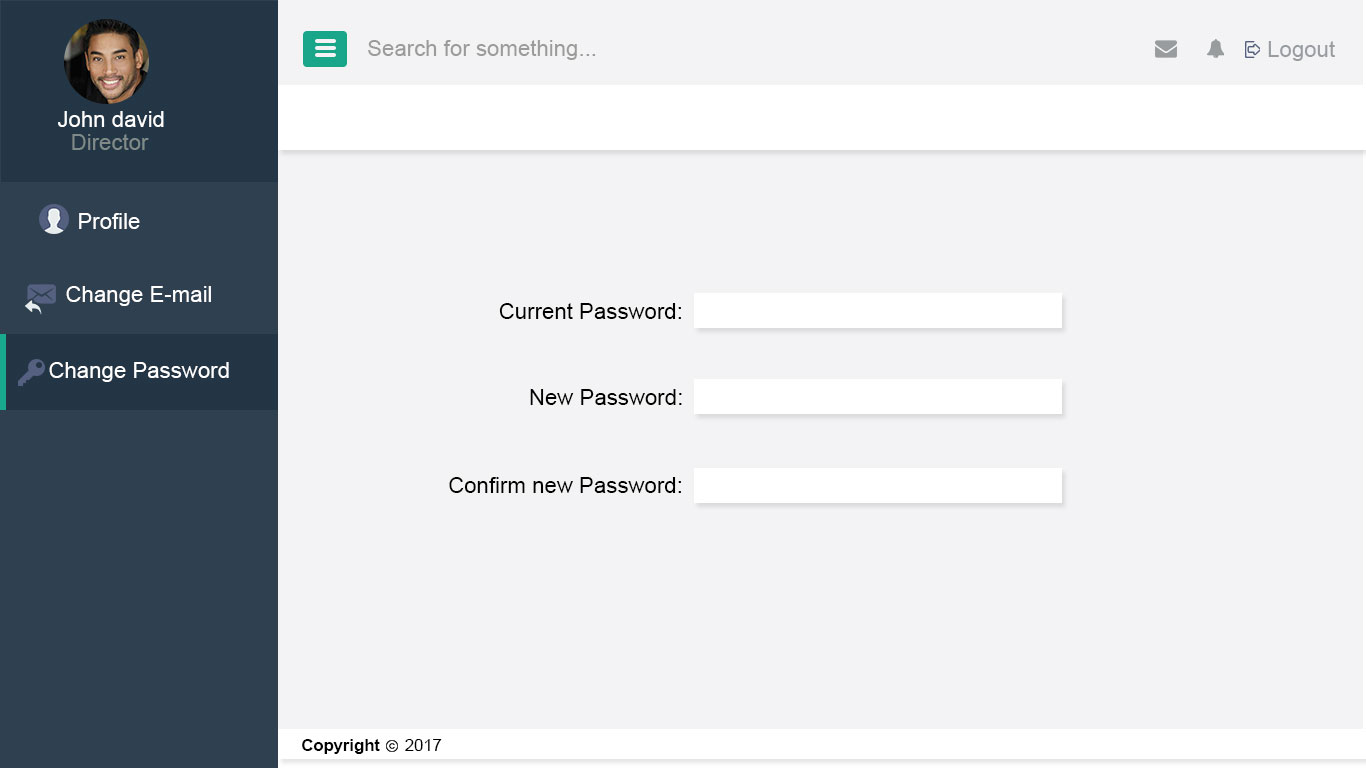 John david
Director
Profile
Change E-mail
Change Password
Search for something...
Logout
Current Password:
New Password:
Confirm new Password:
Copyright © 2017